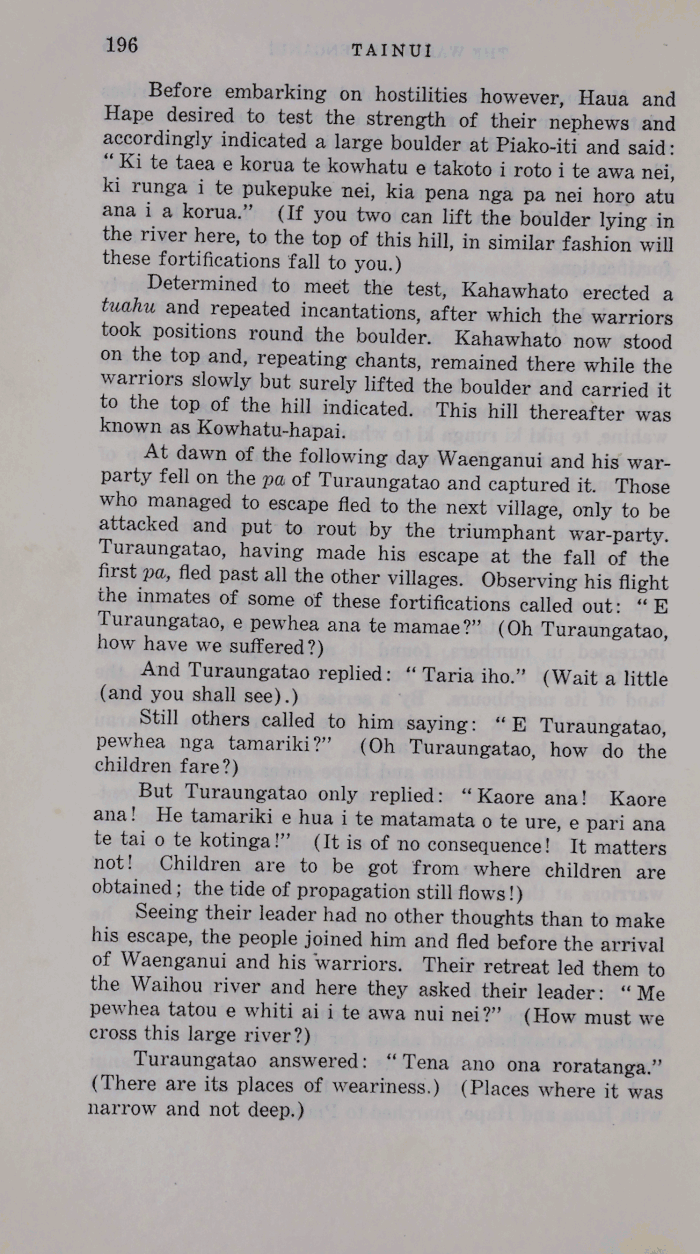 196
TAINUI
Before embarking on hostilities however, Haua and
Hape desired to test the strength of their nephews and
accordingly indicated a large boulder at Piako-iti and said:
“Ki te taea e korua te kowhatu e takoto i roto i te awa nei,
ki runga i te pukepuke nei, kia pena nga pa nei horo atu
ana i a korua.” (If you two can lift the boulder lying in
the river here, to the top of this hill, in similar fashion will
these fortifications fall to you.)
Determined to meet the test, Kahawhato erected a
tuahu and repeated incantations, after which the warriors
took positions round the boulder. Kahawhato now stood
on the top and, repeating chants, remained there while the
warriors slowly but surely lifted the boulder and carried it
to the top of the hill indicated. This hill thereafter was
known as Kowhatu-hapai.
At dawn of the following day Waenganui and his war-
party fell on the pa of Turaungatao and captured it. Those
who managed to escape fled to the next village, only to be
attacked and put to rout by the triumphant war-party.
Turaungatao, having made his escape at the fall of the
first pa, fled past all the other villages. Observing his flight
the inmates of some of these fortifications called out: “E
Turaungatao, e pewhea ana te mamae?” (Oh Turaungatao,
how have we suffered?)
And Turaungatao replied: “Taria iho.” (Wait a little
(and you shall see).)
Still others called to him saying: “E Turaungatao,
pewhea nga tamariki?” (Oh Turaungatao, how do the
children fare?)
But Turaungatao only replied: “Kaore ana! Kaore
ana! He tamariki e hua i te matamata o te ure, e pari ana
te tai o te kotinga!” (It is of no consequence! It matters
not! Children are to be got from where children are
obtained; the tide of propagation still flows!)
Seeing their leader had no other thoughts than to make
his escape, the people joined him and fled before the arrival
of Waenganui and his warriors. Their retreat led them to
the Waihou river and here they asked their leader: “Me
pewhea tatou e whiti ai i te awa nui nei?” (How must we
cross this large river?)
Turaungatao answered: “Tena ano ona roratanga.”
(There are its places of weariness.) (Places where it was
narrow and not deep.)